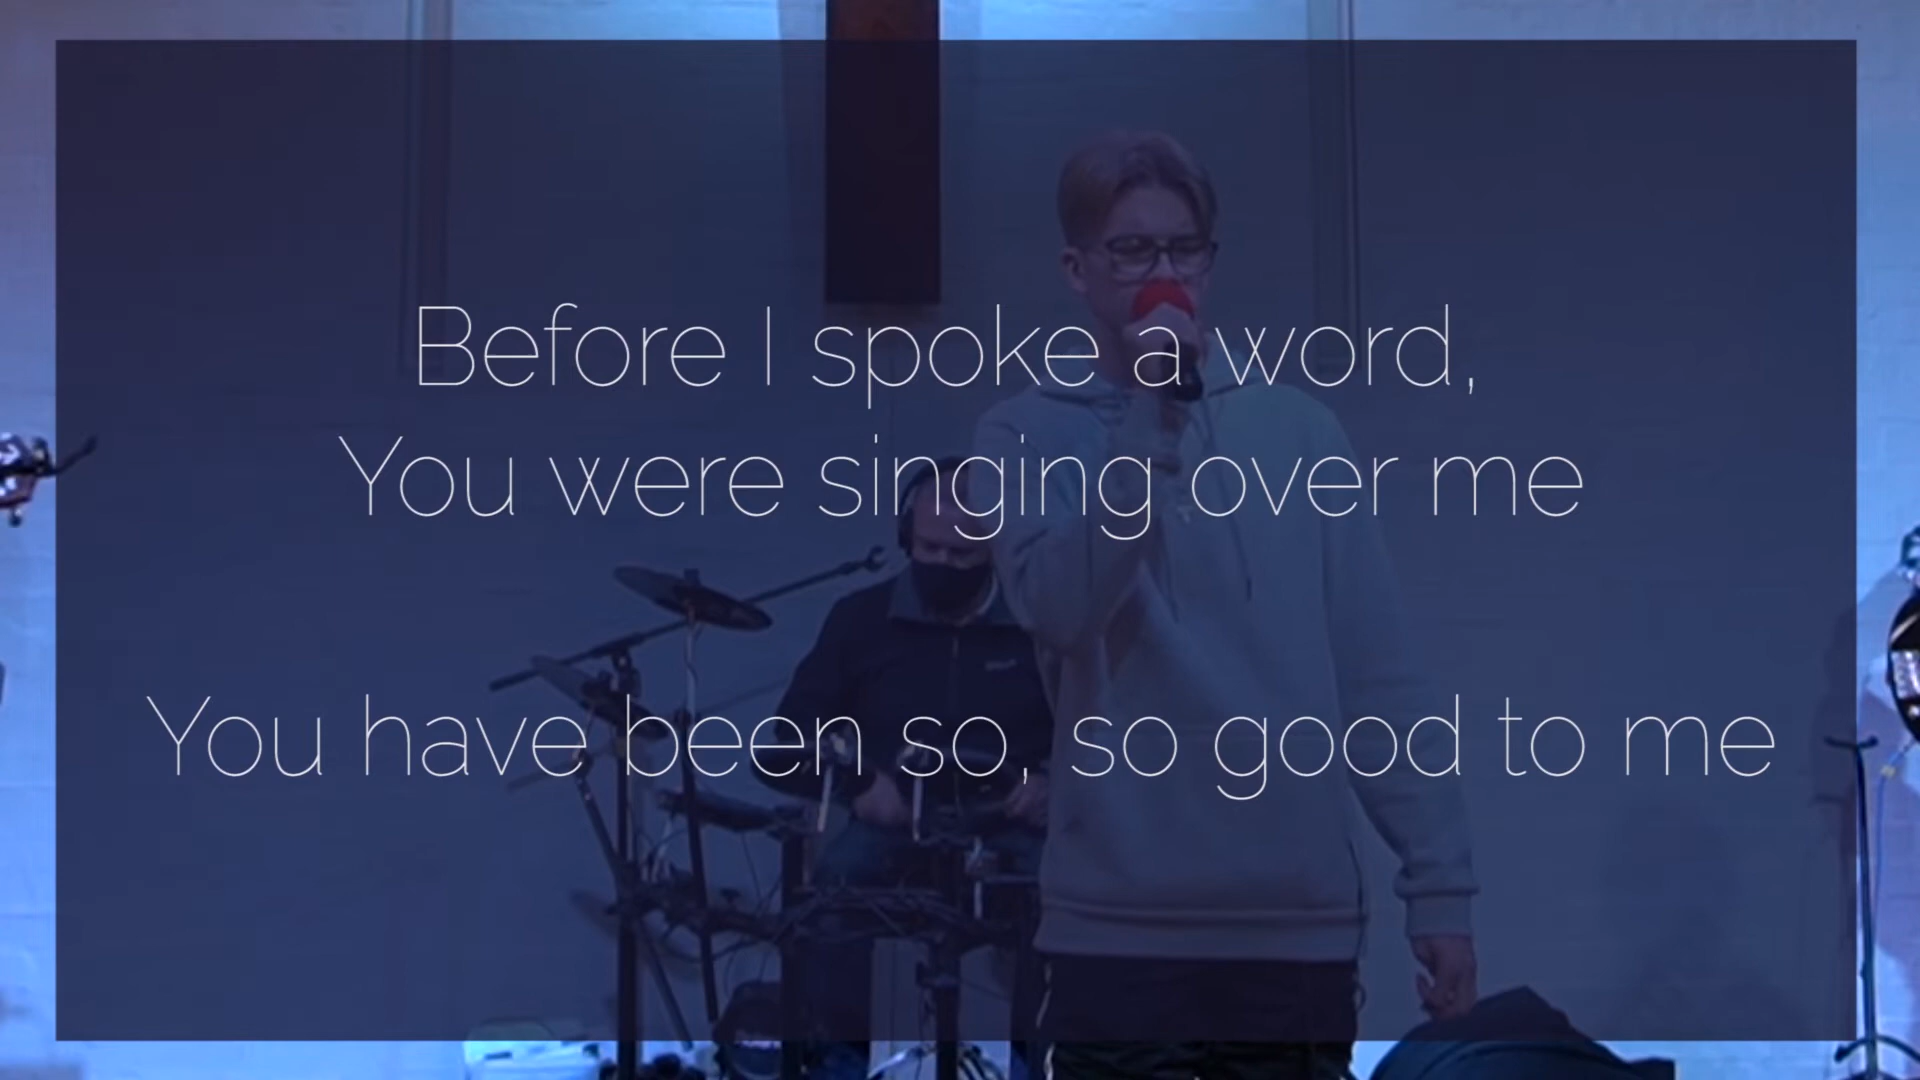 Before I spoke a word,
You were singing over me
You have been so, so good to me